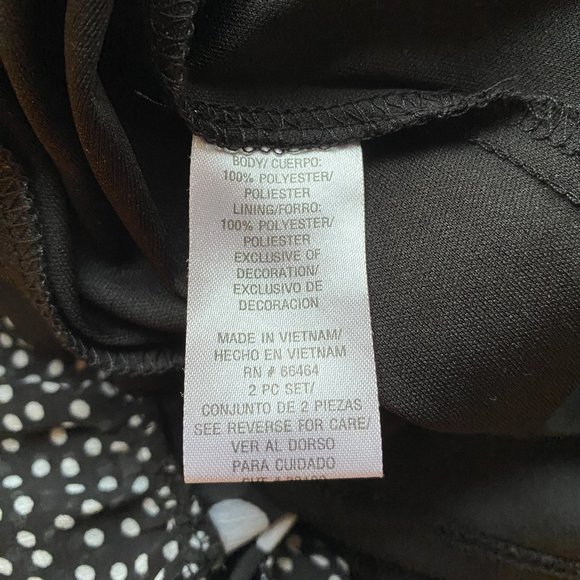 BODY/ CUERPO:
100% POLYESTER/
POLIESTER
LINING/FORRO:
100% POLYESTER/
POLIESTER
EXCLUSIVE OF
DECORATION/
EXCLUSIVO DE
DECORACION
MADE IN VIETNAM/
HECHO EN VIETNAM
RN # 66464
2 PC SET/
CONJUNTO DE 2 PIEZAS
SEE REVERSE FOR CARE/
VER AL DORSO
PARA CUIDADO